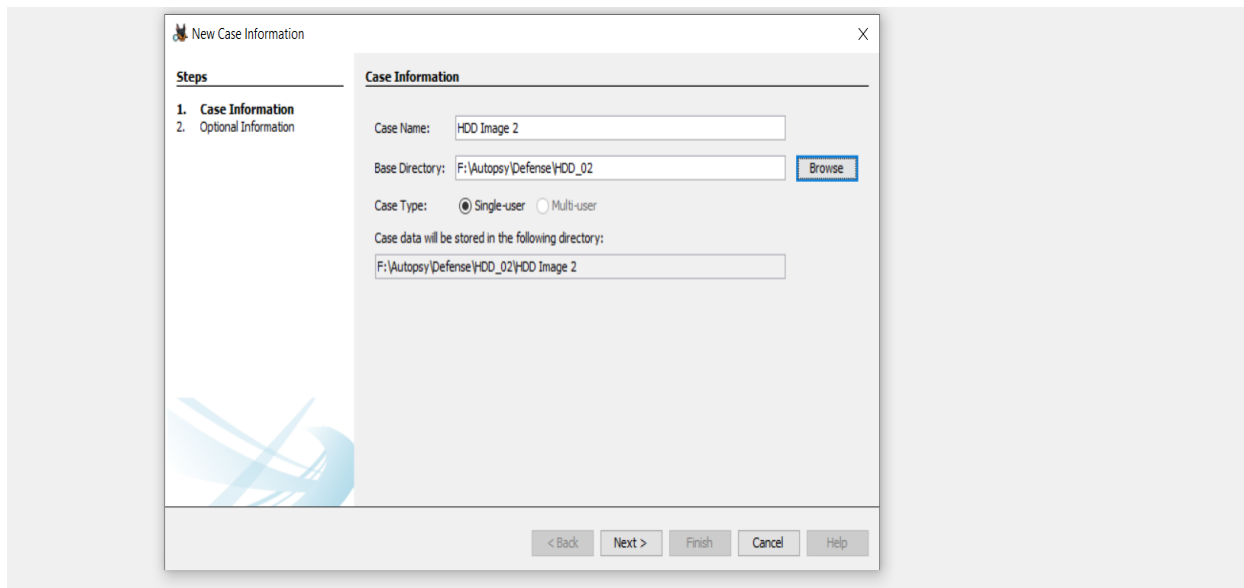 New Case Information
X
Steps
1. Case Information
2. Optional Information
Case Information
Case Name: HDD Image 2
Base Directory: F:\Autopsy\Defense\HDD_02 Browse
Case Type: Single-user Multi-user
Case data will be stored in the following directory:
F:\Autopsy\Defense\HDD_02\HDD Image 2
< Back Next > Finish Cancel Help